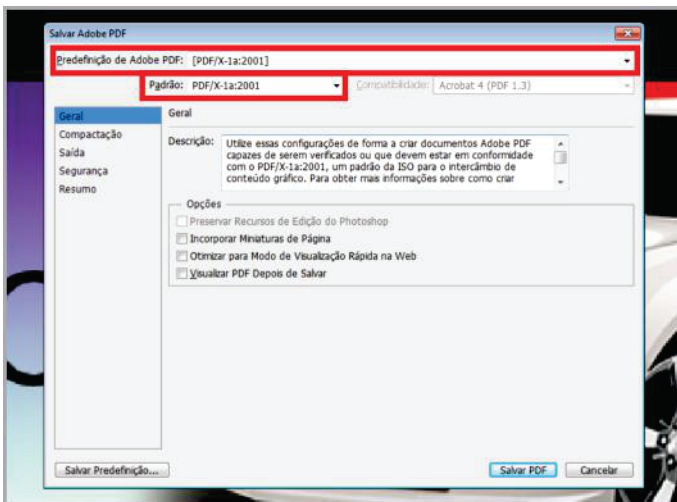 Salvar Adobe PDF
Predefinição de Adobe PDF: [PDF/X-1a:2001]
Padrão: PDF/X-1a:2001
Compatibilidade: Acrobat 4 (PDF 1.3)
Geral
Compactação
Saída
Segurança
Resumo
Geral
Descrição: Utilize essas configurações de forma a criar documentos Adobe PDF
capazes de serem verificados ou que devem estar em conformidade
com o PDF/X-1a:2001, um padrão da ISO para o intercâmbio de
conteúdo gráfico. Para obter mais informações sobre como criar
Opções
Preservar Recursos de Edição do Photoshop
Incorporar Miniaturas de Página
Otimizar para Modo de Visualização Rápida na Web
Visualizar PDF Depois de Salvar
Salvar Predefinição...
Salvar PDF
Cancelar